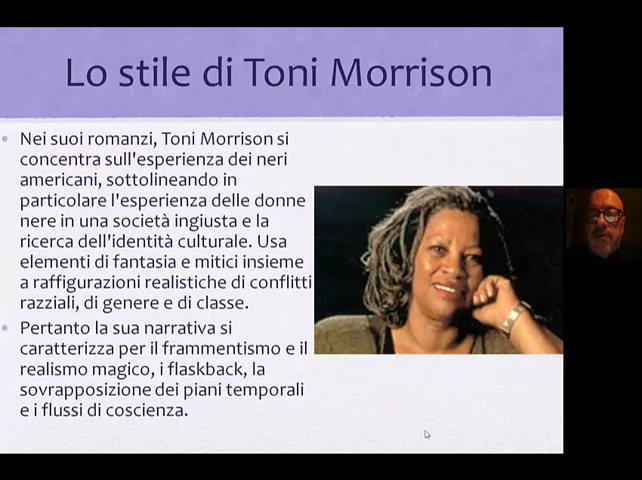 Lo stile di Toni Morrison
Nei suoi romanzi, Toni Morrison si
concentra sull'esperienza dei neri
americani, sottolineando in
particolare l'esperienza delle donne
nere in una società ingiusta e la
ricerca dell'identità culturale. Usa
elementi di fantasia e mitici insieme
a raffigurazioni realistiche di conflitti
razziali, di genere e di classe.
Pertanto la sua narrativa si
caratterizza per il frammentismo e il
realismo magico, i flaskback, la
sovrapposizione dei piani temporali
e i flussi di coscienza.